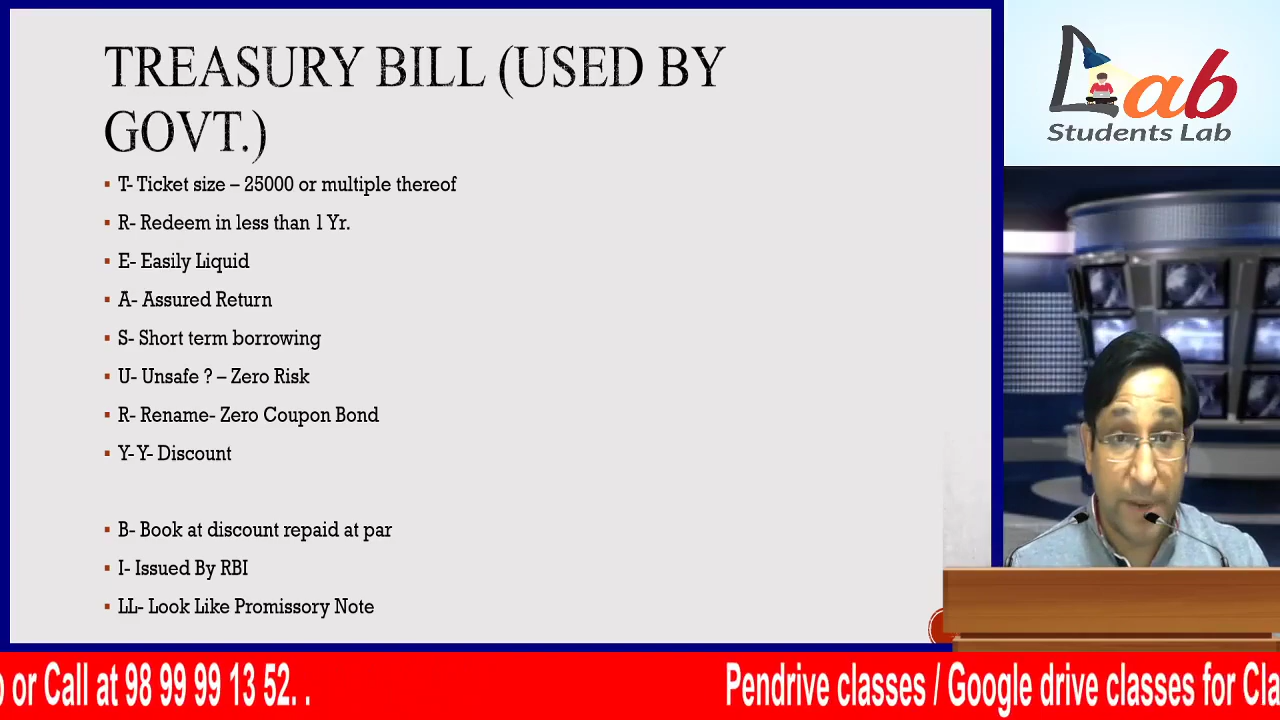 TREASURY BILL (USED BY
GOVT.)
T- Ticket size – 25000 or multiple thereof
R- Redeem in less than 1 Yr.
E- Easily Liquid
A- Assured Return
S- Short term borrowing
U- Unsafe ? – Zero Risk
R- Rename- Zero Coupon Bond
Y- Y- Discount
B- Book at discount repaid at par
I- Issued By RBI
LL- Look Like Promissory Note
Lab
Students Lab
or Call at 98 99 99 13 52. .
Pendrive classes / Google drive classes for